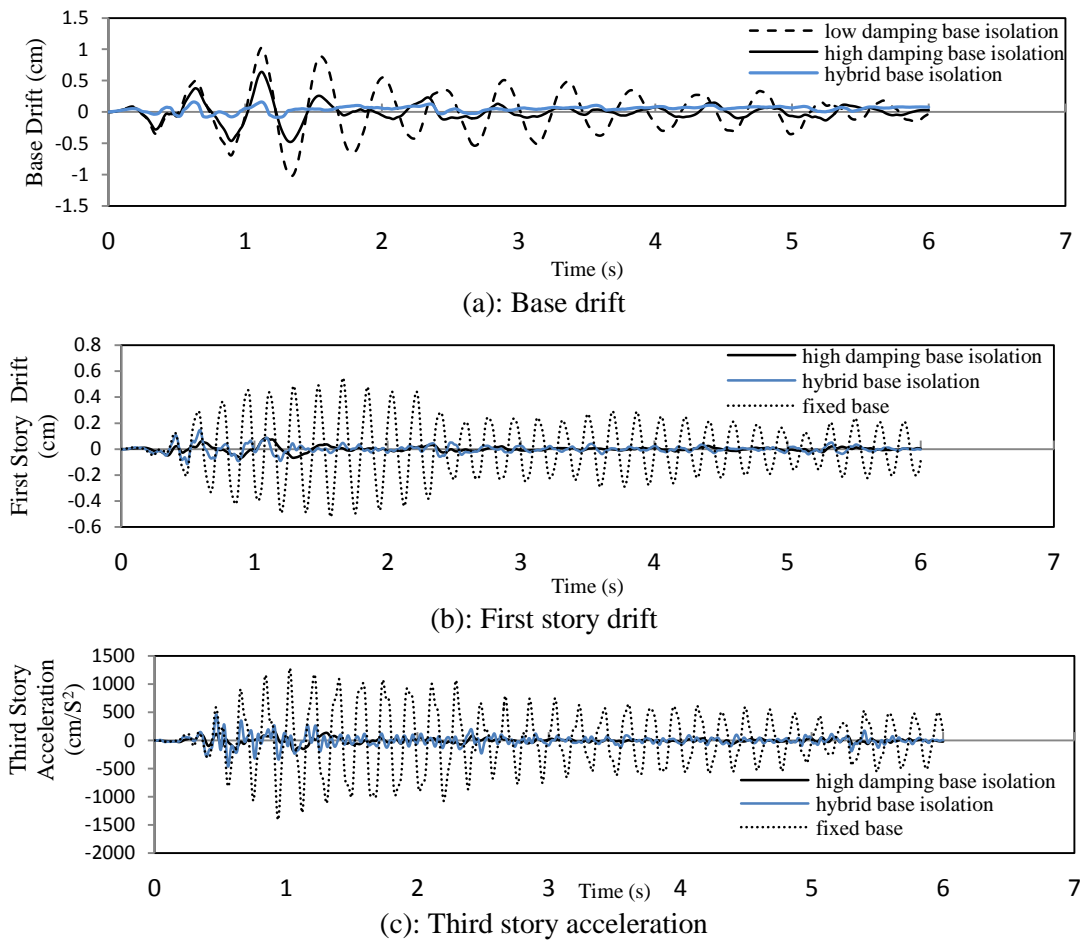 1.5
1
0.5
0
-0.5
-1
-1.5
Base Drift (cm)
low damping base isolation
high damping base isolation
hybrid base isolation
0 1 2 3 4 5 6 7
Time (s)
(a): Base drift
0.8
0.6
0.4
0.2
0
-0.2
-0.4
-0.6
First Story Drift
(cm)
high damping base isolation
hybrid base isolation
fixed base
0 1 2 3 4 5 6 7
Time (s)
(b): First story drift
1500
1000
500
0
-500
-1000
-1500
-2000
Third Story
Acceleration
(cm/S²)
high damping base isolation
hybrid base isolation
fixed base
0 1 2 3 4 5 6 7
Time (s)
(c): Third story acceleration